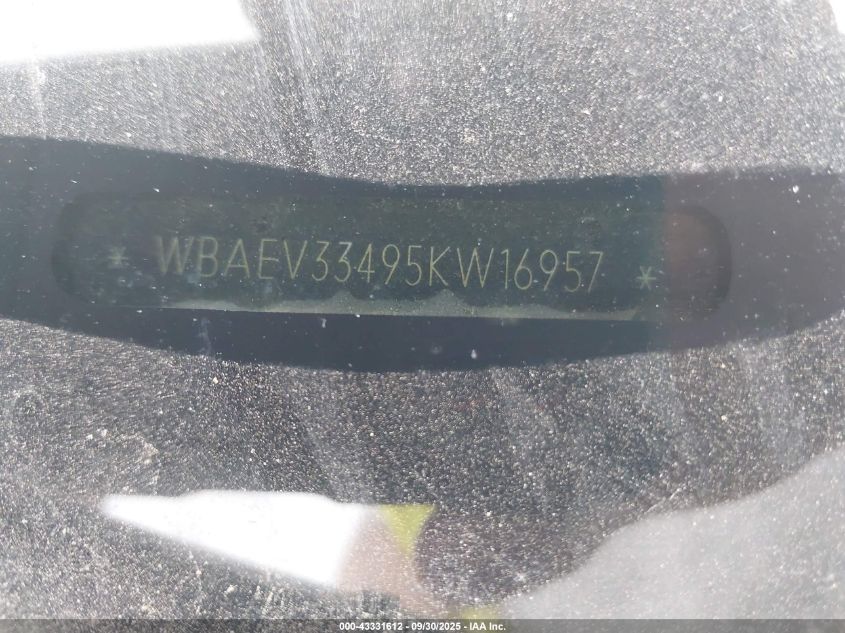 * WBAEV33495KW16957 *
000-43331612 - 09/30/2025 - IAA Inc.